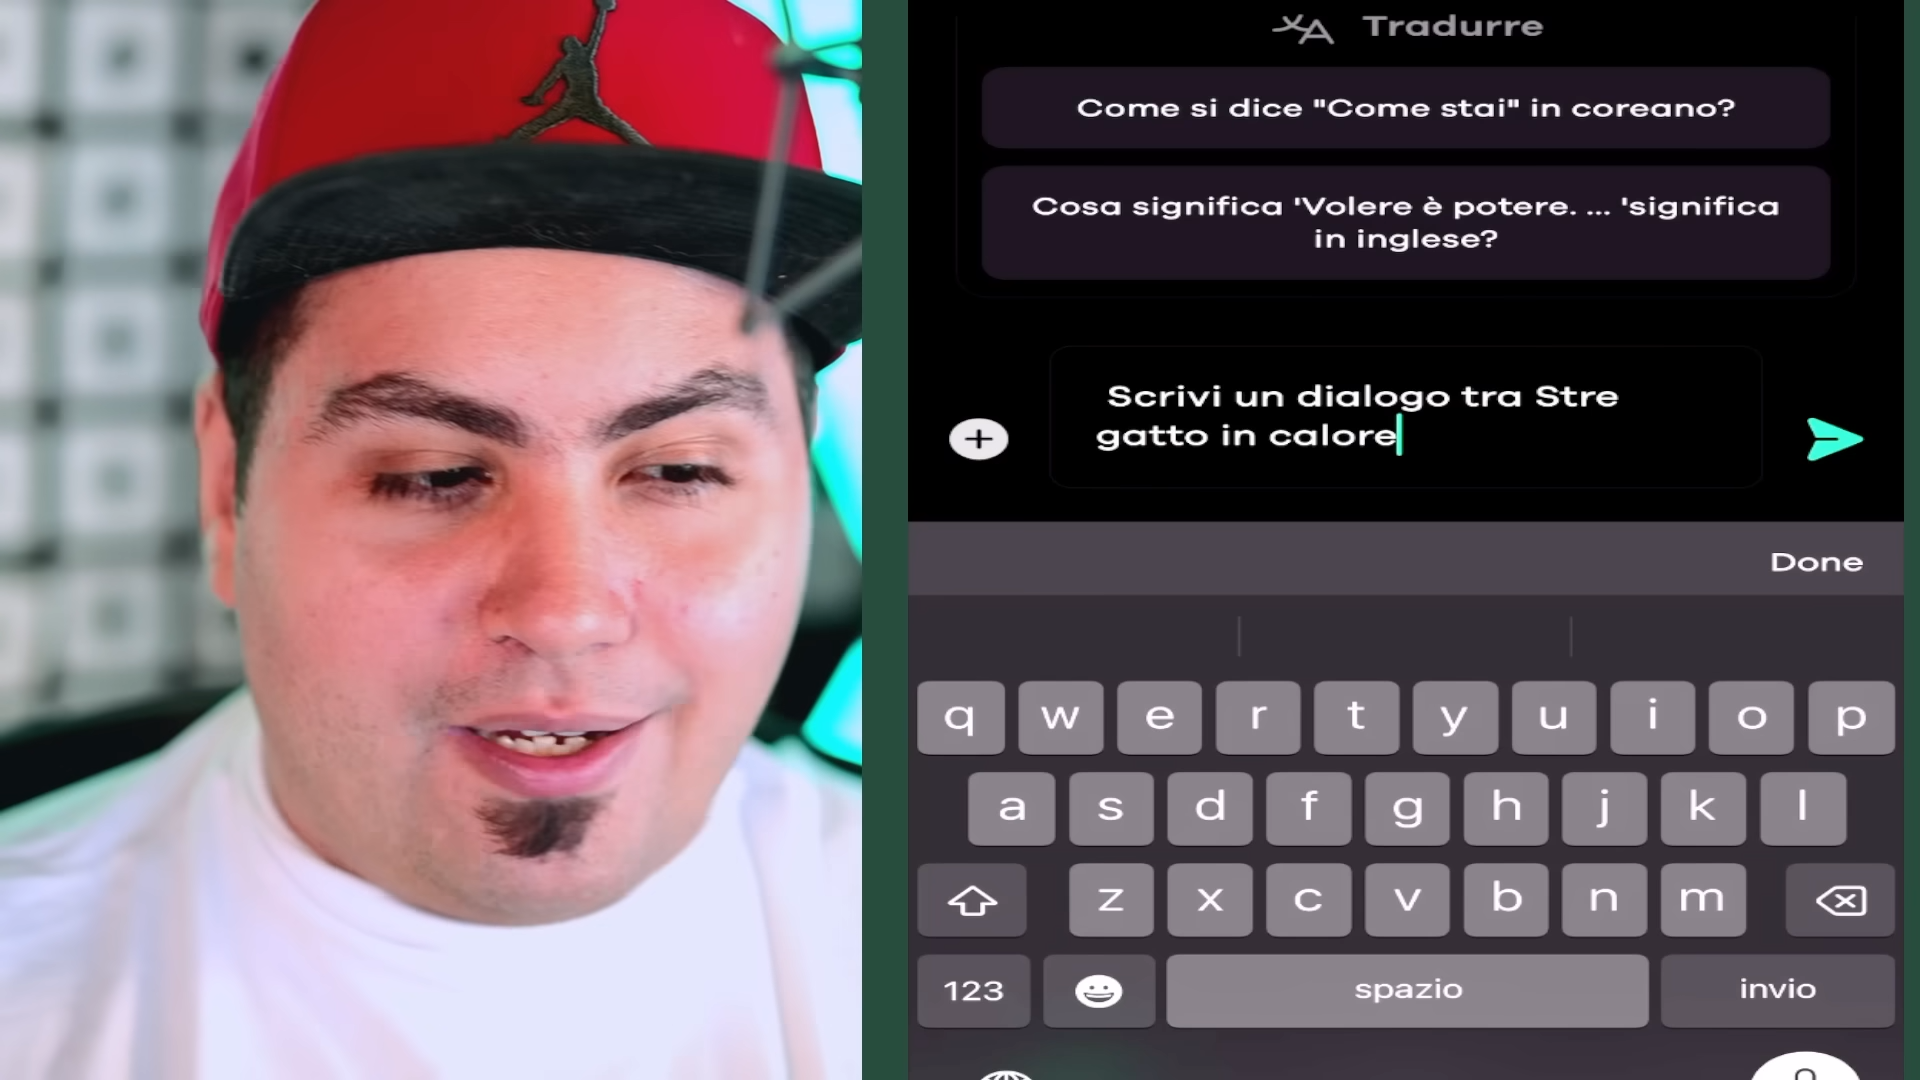 Tradurre
Come si dice "Come stai" in coreano?
Cosa significa 'Volere è potere. ... 'significa
in inglese?
Scrivi un dialogo tra Stre
gatto in calore
Done
q w e r t y u i o p
a s d f g h j k l
z x c v b n m
123 spazio invio